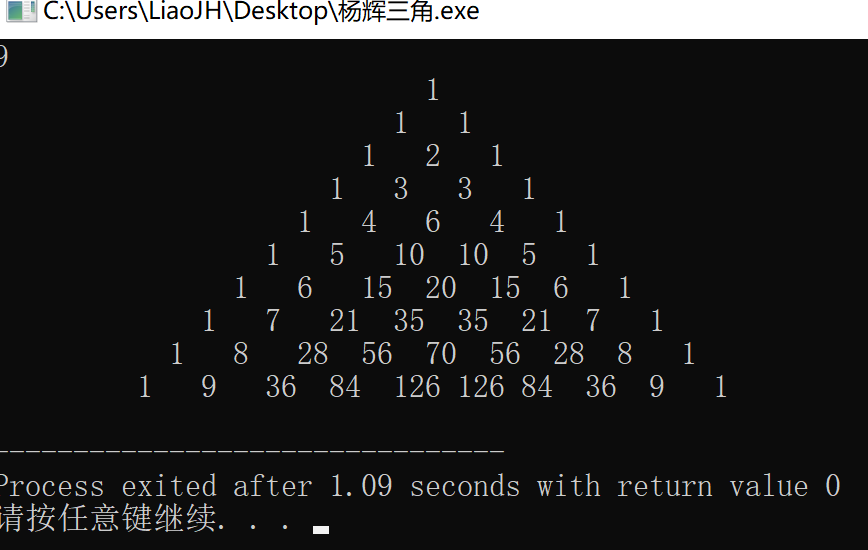 C:\Users\LiaoJH\Desktop\杨辉三角.exe
9
1
1 1
1 2 1
1 3 3 1
1 4 6 4 1
1 5 10 10 5 1
1 6 15 20 15 6 1
1 7 21 35 35 21 7 1
1 8 28 56 70 56 28 8 1
1 9 36 84 126 126 84 36 9 1
--------------------------------
Process exited after 1.09 seconds with return value 0
请按任意键继续. . .